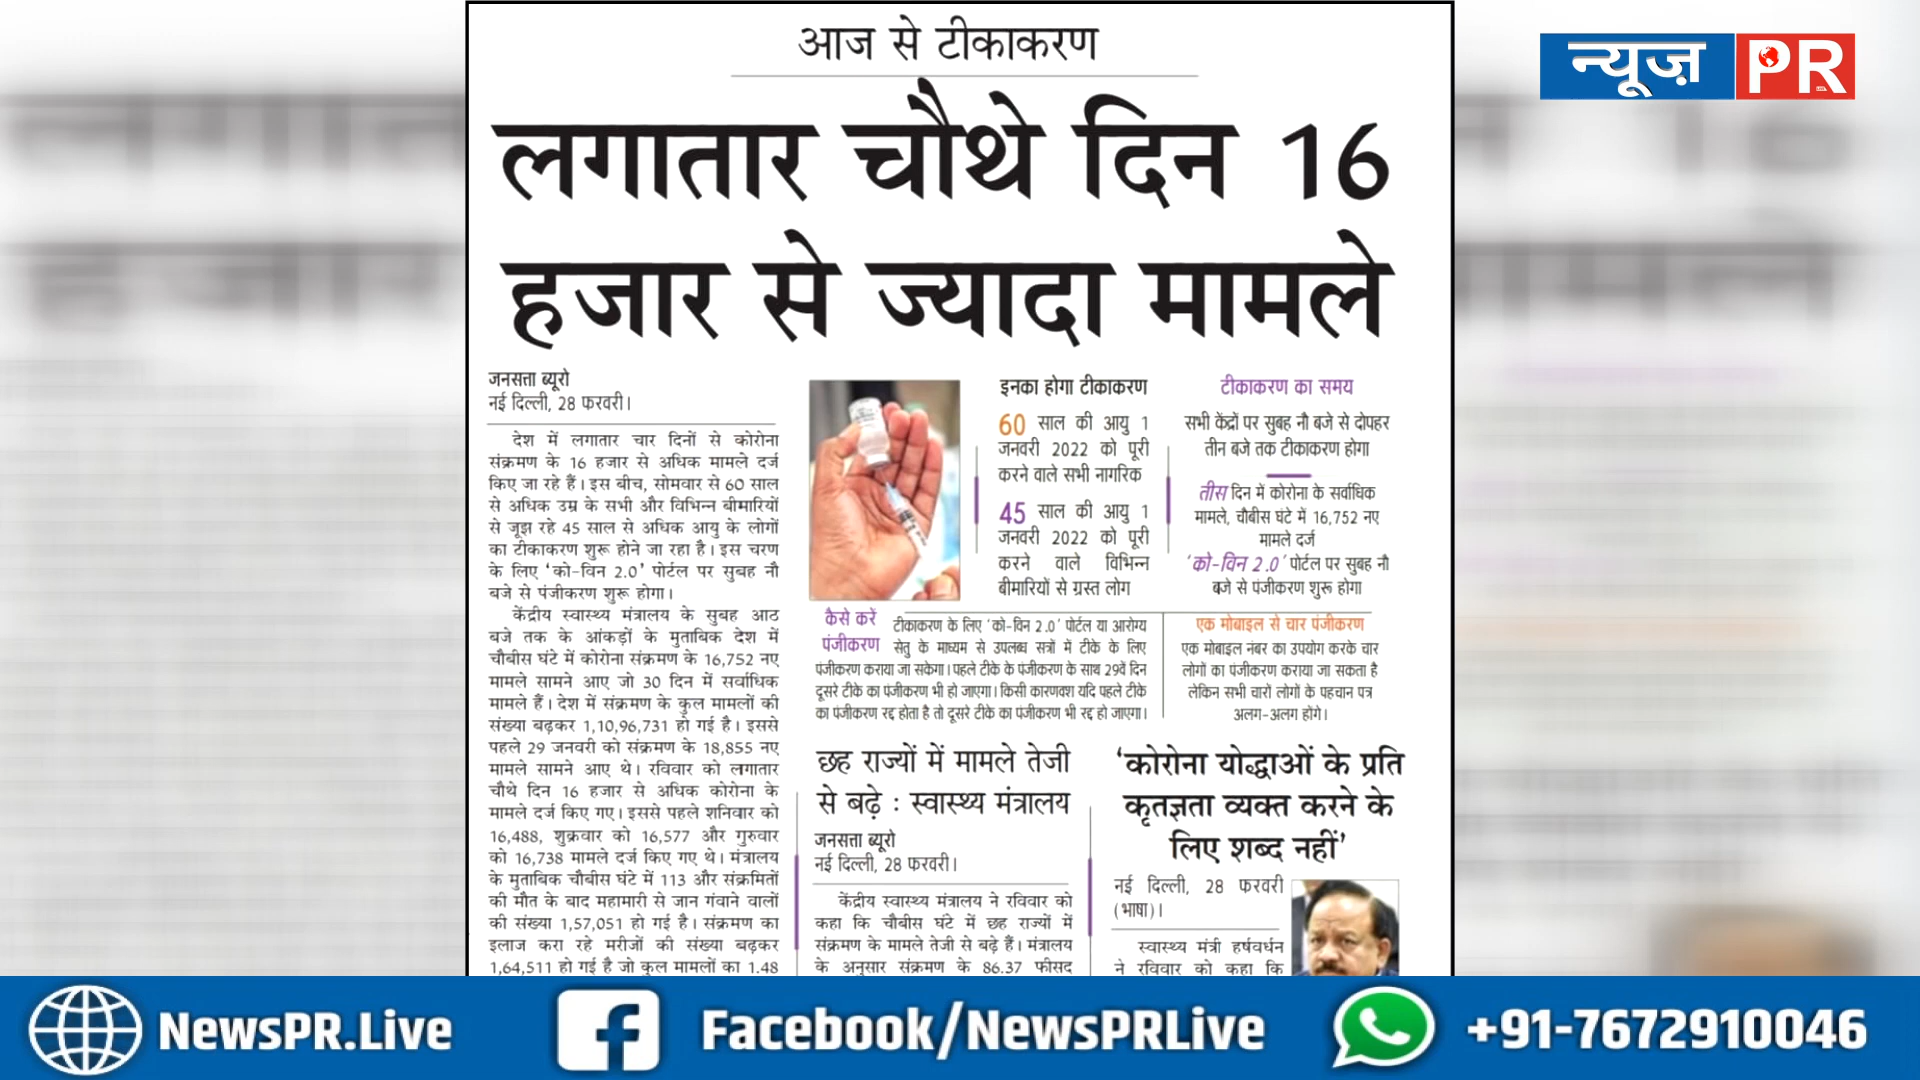 आज से टीकाकरण
लगातार चौथे दिन 16
हजार से ज्यादा मामले
न्यूज़ PR
जनसत्ता ब्यूरो
नई दिल्ली, 28 फरवरी।
देश में लगातार चार दिनों से कोरोना
संक्रमण के 16 हजार से अधिक मामले दर्ज
किए जा रहे हैं। इस बीच, सोमवार से 60 साल
से अधिक उम्र के सभी और विभिन्न बीमारियों
से जूझ रहे 45 साल से अधिक आयु के लोगों
का टीकाकरण शुरू होने जा रहा है। इस चरण
के लिए ‘को-विन 2.0’ पोर्टल पर सुबह नौ
बजे से पंजीकरण शुरू होगा।
केंद्रीय स्वास्थ्य मंत्रालय के सुबह आठ
बजे तक के आंकड़ों के मुताबिक देश में
चौबीस घंटे में कोरोना संक्रमण के 16,752 नए
मामले सामने आए जो 30 दिन में सर्वाधिक
मामले हैं। देश में संक्रमण के कुल मामलों की
संख्या बढ़कर 1,10,96,731 हो गई है। इससे
पहले 29 जनवरी को संक्रमण के 18,855 नए
मामले सामने आए थे। रविवार को लगातार
चौथे दिन 16 हजार से अधिक कोरोना के
मामले दर्ज किए गए। इससे पहले शनिवार को
16,488, शुक्रवार को 16,577 और गुरुवार
को 16,738 मामले दर्ज किए गए थे। मंत्रालय
के मुताबिक चौबीस घंटे में 113 और संक्रमितों
की मौत के बाद महामारी से जान गंवाने वालों
की संख्या 1,57,051 हो गई है। संक्रमण का
इलाज करा रहे मरीजों की संख्या बढ़कर
1,64,511 हो गई है जो कुल मामलों का 1.48
इनका होगा टीकाकरण
60 साल की आयु 1
जनवरी 2022 को पूरी
करने वाले सभी नागरिक
45 साल की आयु 1
जनवरी 2022 को पूरी
करने वाले विभिन्न
बीमारियों से ग्रस्त लोग
टीकाकरण का समय
सभी केंद्रों पर सुबह नौ बजे से दोपहर
तीन बजे तक टीकाकरण होगा
तीस दिन में कोरोना के सर्वाधिक
मामले, चौबीस घंटे में 16,752 नए
मामले दर्ज
‘को-विन 2.0’ पोर्टल पर सुबह नौ
बजे से पंजीकरण शुरू होगा
कैसे करें
पंजीकरण
टीकाकरण के लिए ‘को-विन 2.0’ पोर्टल या आरोग्य
सेतु के माध्यम से उपलब्ध सत्रों में टीके के लिए
पंजीकरण कराया जा सकेगा। पहले टीके के पंजीकरण के साथ 29वें दिन
दूसरे टीके का पंजीकरण भी हो जाएगा। किसी कारणवश यदि पहले टीके
का पंजीकरण रद्द होता है तो दूसरे टीके का पंजीकरण भी रद्द हो जाएगा।
एक मोबाइल से चार पंजीकरण
एक मोबाइल नंबर का उपयोग करके चार
लोगों का पंजीकरण कराया जा सकता है
लेकिन सभी चारों लोगों के पहचान पत्र
अलग-अलग होंगे।
छह राज्यों में मामले तेजी
से बढ़े : स्वास्थ्य मंत्रालय
जनसत्ता ब्यूरो
नई दिल्ली, 28 फरवरी।
केंद्रीय स्वास्थ्य मंत्रालय ने रविवार को
कहा कि चौबीस घंटे में छह राज्यों में
संक्रमण के मामले तेजी से बढ़े हैं। मंत्रालय
के अनुसार संक्रमण के 86.37 फीसद
‘कोरोना योद्धाओं के प्रति
कृतज्ञता व्यक्त करने के
लिए शब्द नहीं’
नई दिल्ली, 28 फरवरी
(भाषा)।
स्वास्थ्य मंत्री हर्षवर्धन
ने रविवार को कहा कि
NewsPR.Live
Facebook/NewsPRLive
+91-7672910046